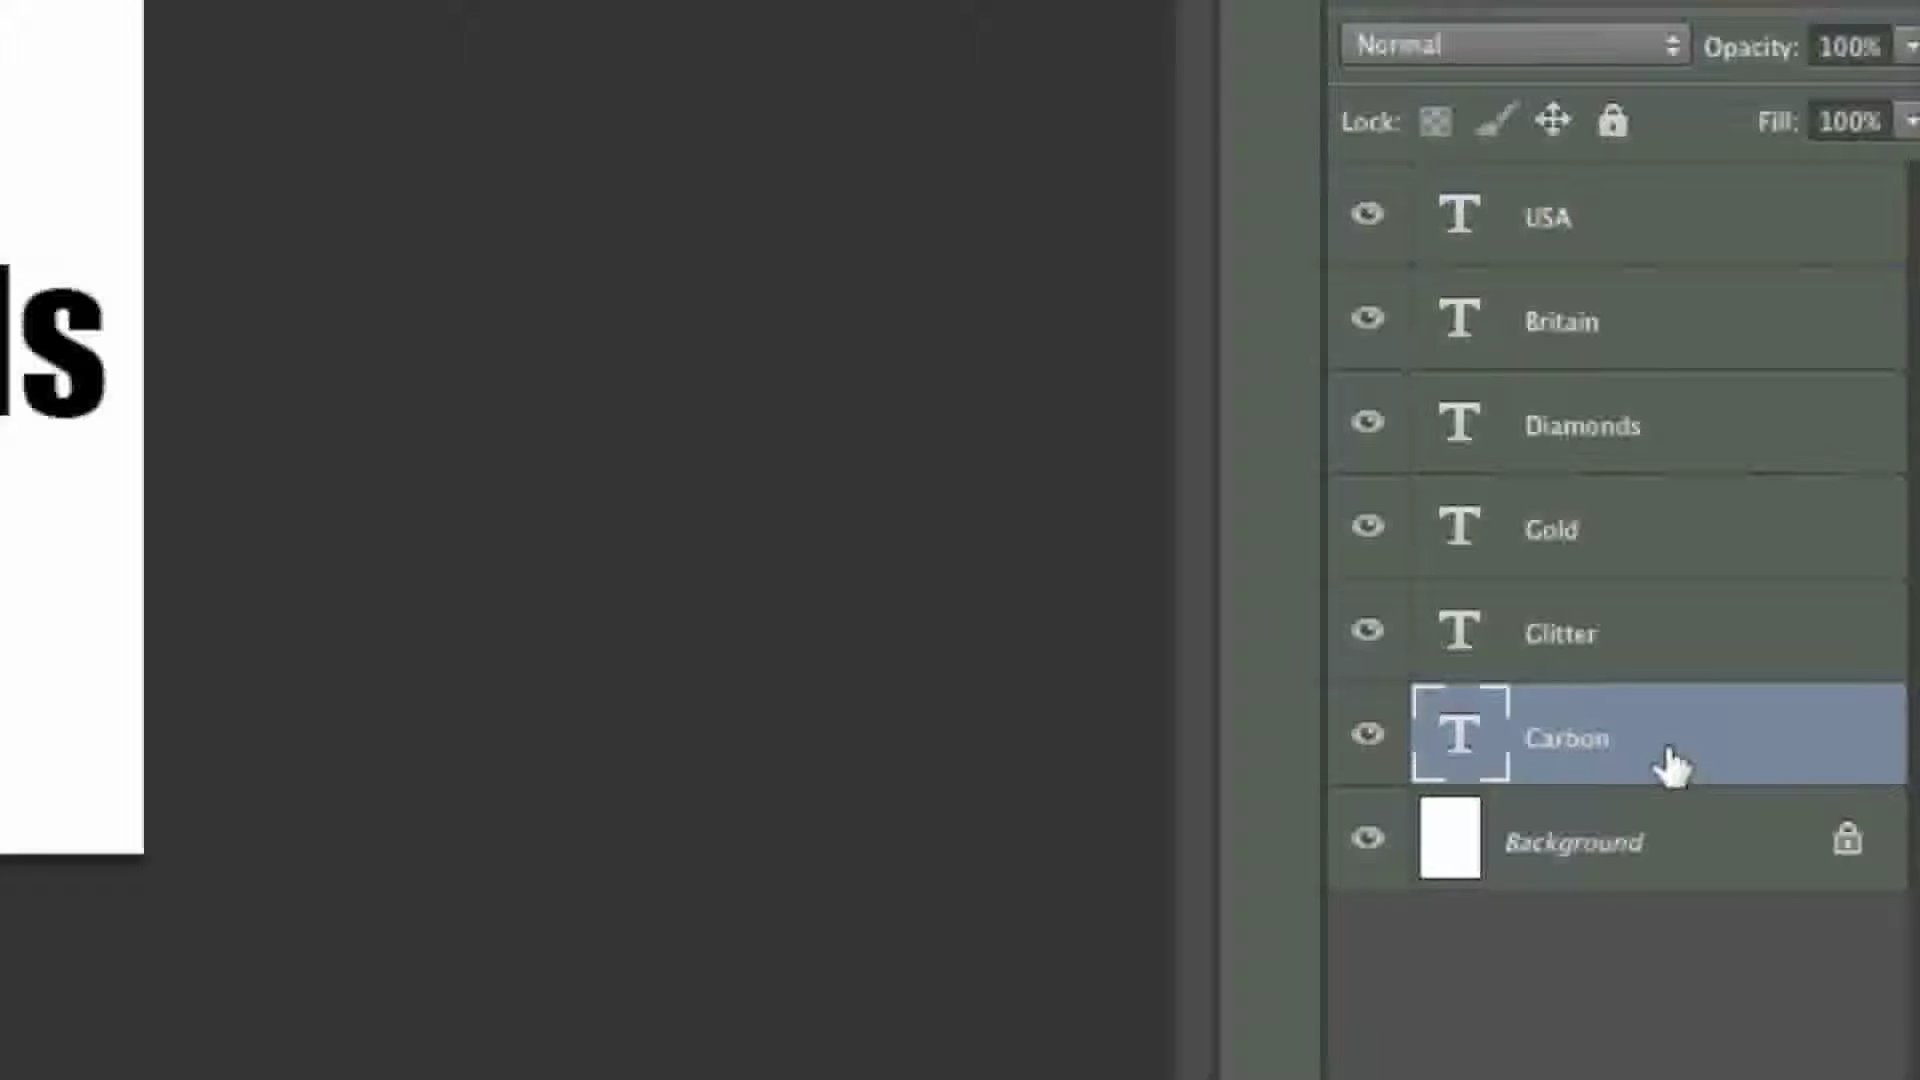 ls
Normal Opacity: 100%
Lock: Fill: 100%
T USA
T Britain
T Diamonds
T Gold
T Glitter
T Carbon
Background